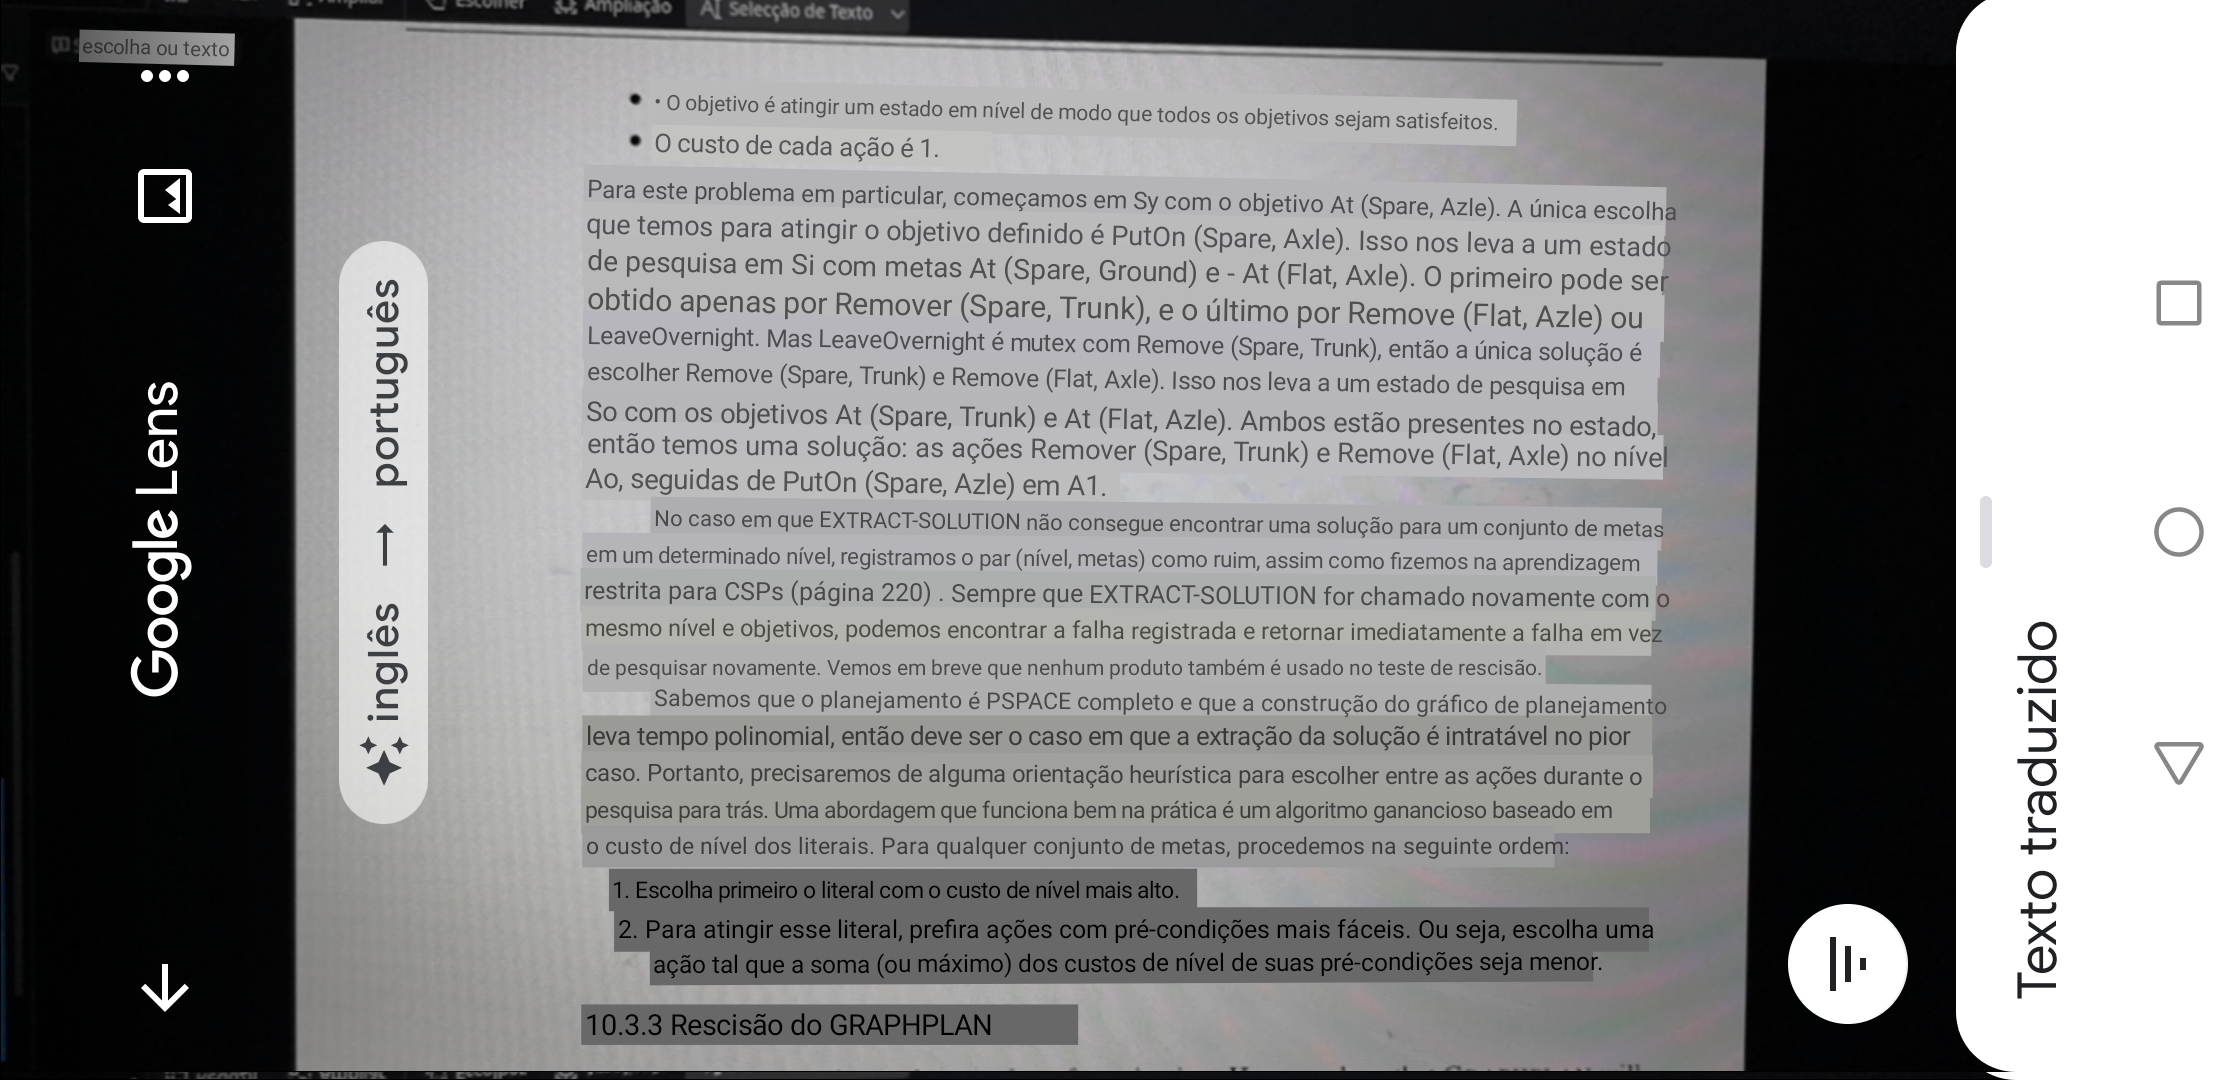 Ampliação
Selecção de Texto
escolha ou texto
Google Lens
inglês → português
• O objetivo é atingir um estado em nível de modo que todos os objetivos sejam satisfeitos.
O custo de cada ação é 1.
Para este problema em particular, começamos em Sy com o objetivo At (Spare, Azle). A única escolha
que temos para atingir o objetivo definido é PutOn (Spare, Axle). Isso nos leva a um estado
de pesquisa em Si com metas At (Spare, Ground) e - At (Flat, Axle). O primeiro pode ser
obtido apenas por Remover (Spare, Trunk), e o último por Remove (Flat, Azle) ou
LeaveOvernight. Mas LeaveOvernight é mutex com Remove (Spare, Trunk), então a única solução é
escolher Remove (Spare, Trunk) e Remove (Flat, Axle). Isso nos leva a um estado de pesquisa em
So com os objetivos At (Spare, Trunk) e At (Flat, Azle). Ambos estão presentes no estado,
então temos uma solução: as ações Remover (Spare, Trunk) e Remove (Flat, Axle) no nível
Ao, seguidas de PutOn (Spare, Azle) em A1.
No caso em que EXTRACT-SOLUTION não consegue encontrar uma solução para um conjunto de metas
em um determinado nível, registramos o par (nível, metas) como ruim, assim como fizemos na aprendizagem
restrita para CSPs (página 220) . Sempre que EXTRACT-SOLUTION for chamado novamente com o
mesmo nível e objetivos, podemos encontrar a falha registrada e retornar imediatamente a falha em vez
de pesquisar novamente. Vemos em breve que nenhum produto também é usado no teste de rescisão.
Sabemos que o planejamento é PSPACE completo e que a construção do gráfico de planejamento
leva tempo polinomial, então deve ser o caso em que a extração da solução é intratável no pior
caso. Portanto, precisaremos de alguma orientação heurística para escolher entre as ações durante o
pesquisa para trás. Uma abordagem que funciona bem na prática é um algoritmo ganancioso baseado em
o custo de nível dos literais. Para qualquer conjunto de metas, procedemos na seguinte ordem:
1. Escolha primeiro o literal com o custo de nível mais alto.
2. Para atingir esse literal, prefira ações com pré-condições mais fáceis. Ou seja, escolha uma
ação tal que a soma (ou máximo) dos custos de nível de suas pré-condições seja menor.
10.3.3 Rescisão do GRAPHPLAN
Texto traduzido